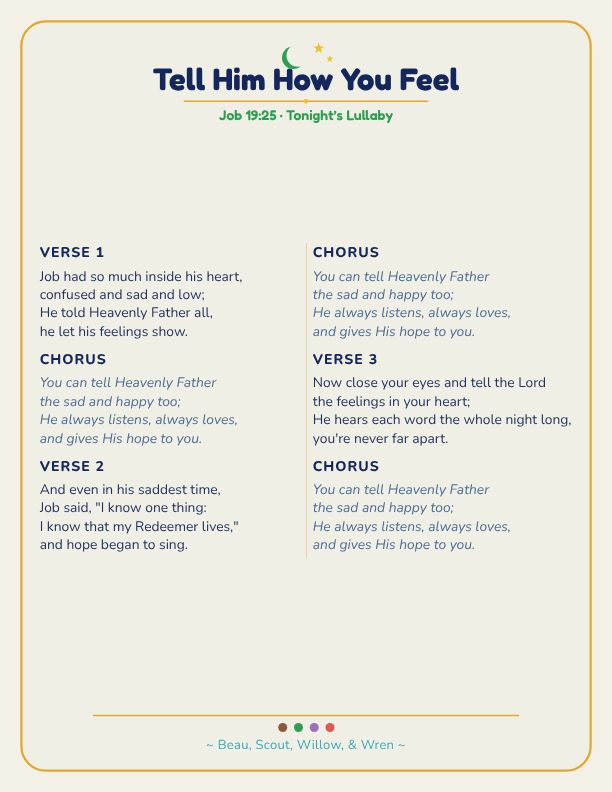 Tell Him How You Feel
Job 19:25 · Tonight's Lullaby
VERSE 1
Job had so much inside his heart,
confused and sad and low;
He told Heavenly Father all,
he let his feelings show.
CHORUS
You can tell Heavenly Father
the sad and happy too;
He always listens, always loves,
and gives His hope to you.
VERSE 2
And even in his saddest time,
Job said, "I know one thing:
I know that my Redeemer lives,"
and hope began to sing.
CHORUS
You can tell Heavenly Father
the sad and happy too;
He always listens, always loves,
and gives His hope to you.
VERSE 3
Now close your eyes and tell the Lord
the feelings in your heart;
He hears each word the whole night long,
you're never far apart.
CHORUS
You can tell Heavenly Father
the sad and happy too;
He always listens, always loves,
and gives His hope to you.
~ Beau, Scout, Willow, & Wren ~